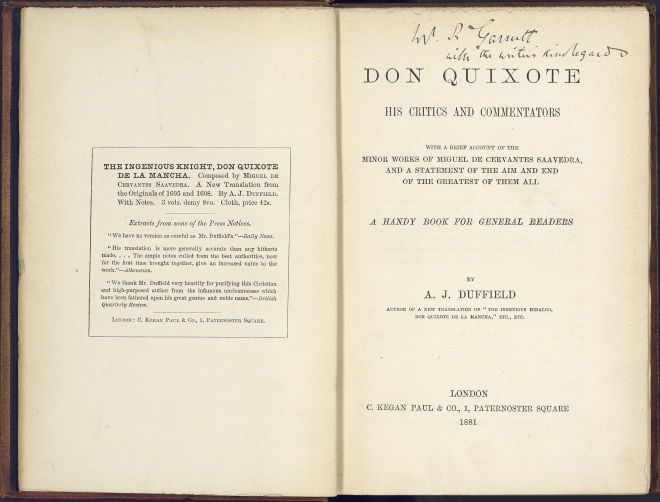 THE INGENIOUS KNIGHT, DON QUIXOTE
DE LA MANCHA. Composed by MIGUEL DE
CERVANTES SAAVEDRA. A New Translation from
the Originals of 1605 and 1608. By A. J. DUFFIELD.
With Notes. 3 vols. demy 8vo. Cloth, price 42s.
Extracts from some of the Press Notices.
"We have no version so careful as Mr. Duffield's."—Daily News.
"His translation is more generally accurate than any hitherto
made. . . . The ample notes culled from the best authorities, now
for the first time brought together, give an increased value to the
work."—Athenæum.
"We thank Mr. Duffield very heartily for purifying this Christian
and high-purposed author from the infamous uncleannesses which
have been fathered upon his great genius and noble name."—British
Quarterly Review.
LONDON: C. KEGAN PAUL & CO., 1, PATERNOSTER SQUARE.
R Garnett
with the writer's kind regards
DON QUIXOTE
HIS CRITICS AND COMMENTATORS
WITH A BRIEF ACCOUNT OF THE
MINOR WORKS OF MIGUEL DE CERVANTES SAAVEDRA,
AND A STATEMENT OF THE AIM AND END
OF THE GREATEST OF THEM ALL
A HANDY BOOK FOR GENERAL READERS
BY
A. J. DUFFIELD
AUTHOR OF A NEW TRANSLATION OF "THE INGENIOUS HIDALGO,
DON QUIXOTE DE LA MANCHA," ETC., ETC.
LONDON
C. KEGAN PAUL & CO., 1, PATERNOSTER SQUARE
1881